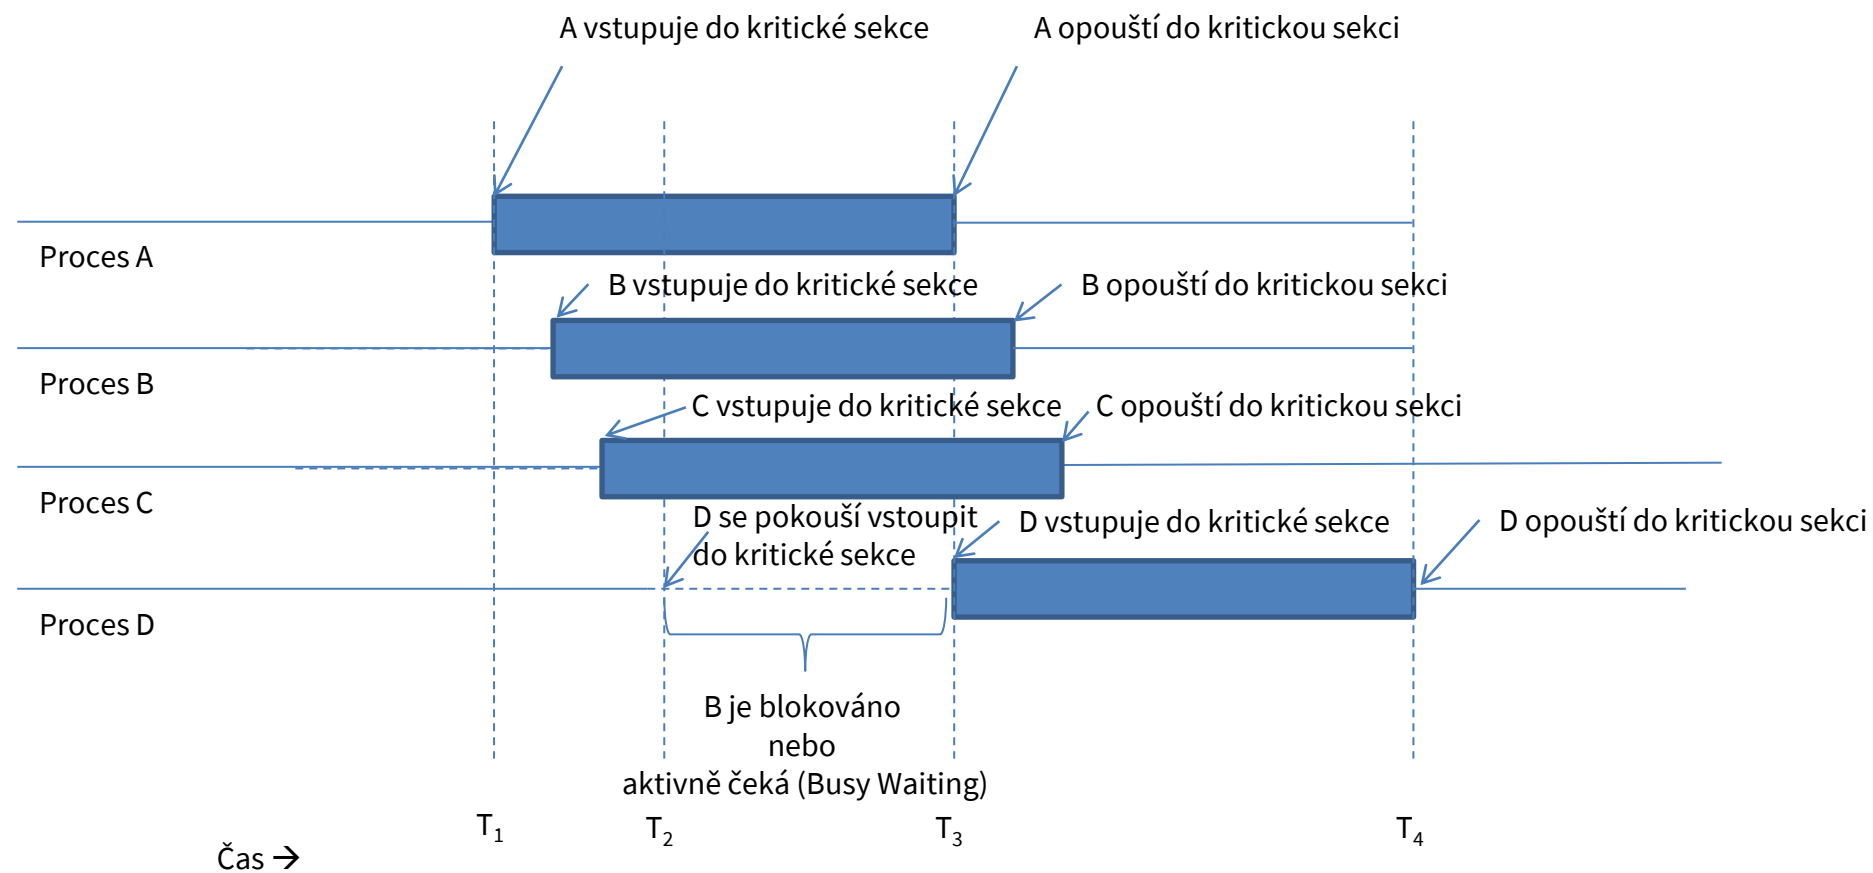 A vstupuje do kritické sekce
A opouští do kritickou sekci
Proces A
B vstupuje do kritické sekce
B opouští do kritickou sekci
Proces B
C vstupuje do kritické sekce
C opouští do kritickou sekci
Proces C
D se pokouší vstoupit
do kritické sekce
D vstupuje do kritické sekce
D opouští do kritickou sekci
Proces D
B je blokováno
nebo
aktivně čeká (Busy Waiting)
T1
T2
T3
T4
Čas →